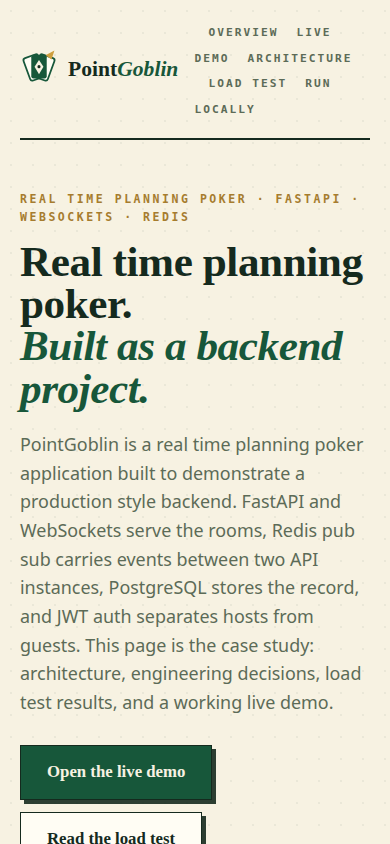 PointGoblin
OVERVIEW LIVE
DEMO ARCHITECTURE
LOAD TEST RUN
LOCALLY
REAL TIME PLANNING POKER · FASTAPI ·
WEBSOCKETS · REDIS
Real time planning
poker.
Built as a backend
project.
PointGoblin is a real time planning poker
application built to demonstrate a
production style backend. FastAPI and
WebSockets serve the rooms, Redis pub
sub carries events between two API
instances, PostgreSQL stores the record,
and JWT auth separates hosts from
guests. This page is the case study:
architecture, engineering decisions, load
test results, and a working live demo.
Open the live demo
Read the load test